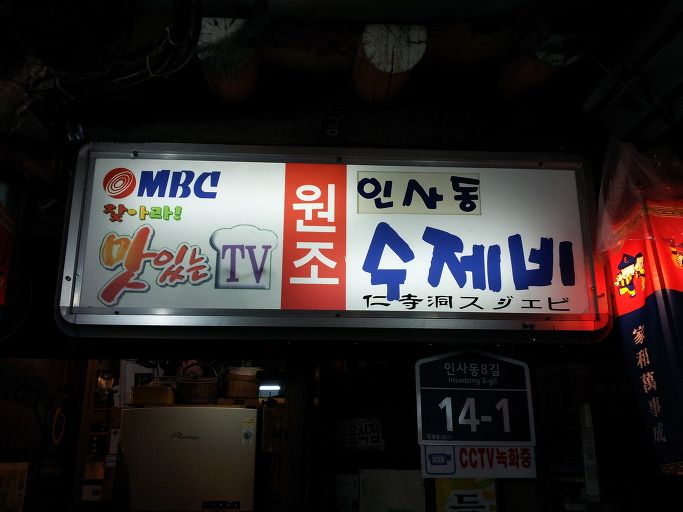 MBC
찾아라!
맛있는 TV
원조
인사동
수제비
仁寺洞スジエビ
인사동8길
Insadong 8-gil
14-1
CCTV녹화중
家和萬事成